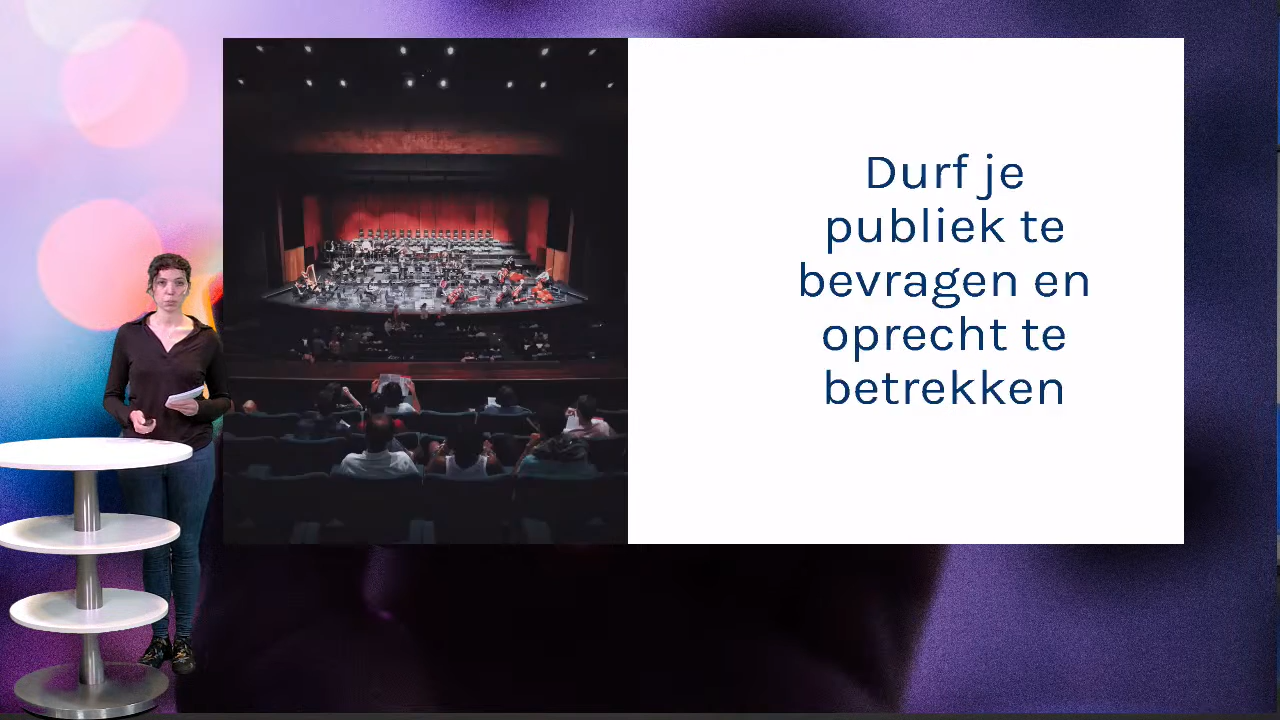 Durf je
publiek te
bevragen en
oprecht te
betrekken